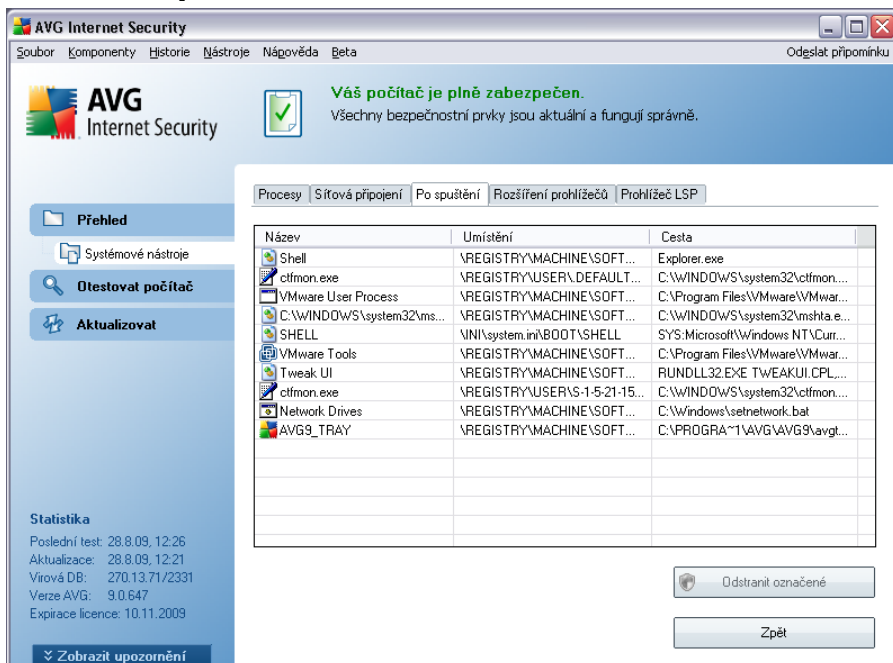 AVG Internet Security
Soubor Komponenty Historie Nástroje Nápověda Beta Odeslat připomínku
AVG
Internet Security
Váš počítač je plně zabezpečen.
Všechny bezpečnostní prvky jsou aktuální a fungují správně.
Procesy Síťová připojení Po spuštění Rozšíření prohlížečů Prohlížeč LSP
Přehled
Systémové nástroje
Otestovat počítač
Aktualizovat
Název Umístění Cesta
Shell \REGISTRY\MACHINE\SOFT... Explorer.exe
ctfmon.exe \REGISTRY\USER\.DEFAULT... C:\WINDOWS\system32\ctfmon....
VMware User Process \REGISTRY\MACHINE\SOFT... C:\Program Files\VMware\VMwar...
C:\WINDOWS\system32\ms... \REGISTRY\MACHINE\SOFT... C:\WINDOWS\system32\mshta.e...
SHELL \INI\system.ini\BOOT\SHELL SYS:Microsoft\Windows NT\Curr...
VMware Tools \REGISTRY\MACHINE\SOFT... C:\Program Files\VMware\VMwar...
Tweak UI \REGISTRY\MACHINE\SOFT... RUNDLL32.EXE TWEAKUI.CPL,...
ctfmon.exe \REGISTRY\USER\S-1-5-21-15... C:\WINDOWS\system32\ctfmon....
Network Drives \REGISTRY\MACHINE\SOFT... C:\Windows\setnetwork.bat
AVG9_TRAY \REGISTRY\MACHINE\SOFT... C:\PROGRA~1\AVG\AVG9\avgt...
Statistika
Poslední test: 28.8.09, 12:26
Aktualizace: 28.8.09, 12:21
Virová DB: 270.13.71/2331
Verze AVG: 9.0.647
Expirace licence: 10.11.2009
Odstranit označené
Zpět
Zobrazit upozornění